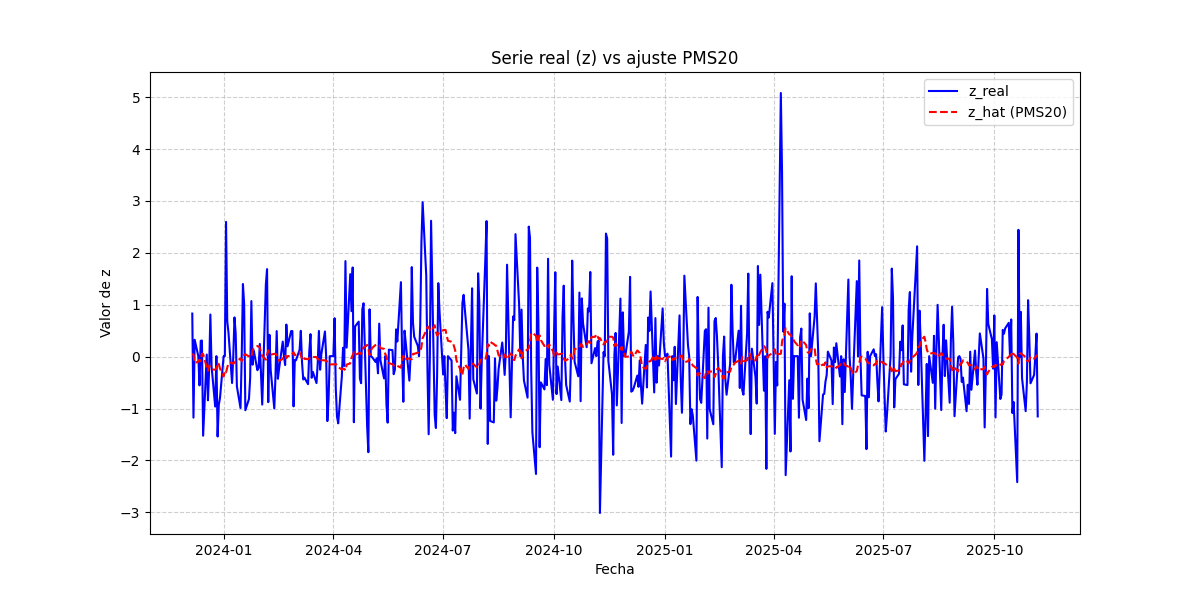 Serie real (z) vs ajuste PMS20
z_real
z_hat (PMS20)
Valor de z
5
4
3
2
1
0
−1
−2
−3
2024-01 2024-04 2024-07 2024-10 2025-01 2025-04 2025-07 2025-10
Fecha